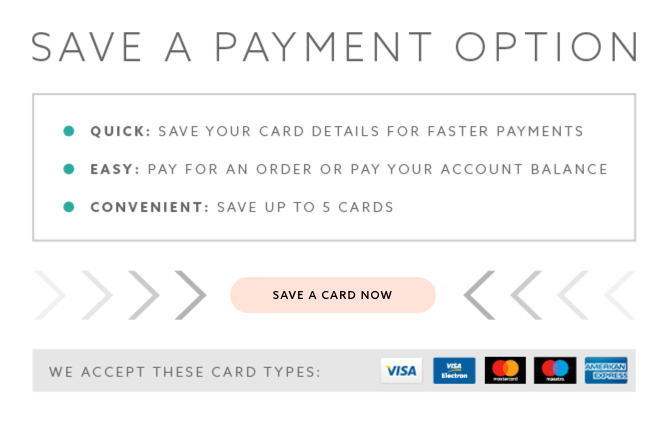 SAVE A PAYMENT OPTION
QUICK: SAVE YOUR CARD DETAILS FOR FASTER PAYMENTS
EASY: PAY FOR AN ORDER OR PAY YOUR ACCOUNT BALANCE
CONVENIENT: SAVE UP TO 5 CARDS
SAVE A CARD NOW
WE ACCEPT THESE CARD TYPES: VISA VISA Electron mastercard maestro AMERICAN EXPRESS